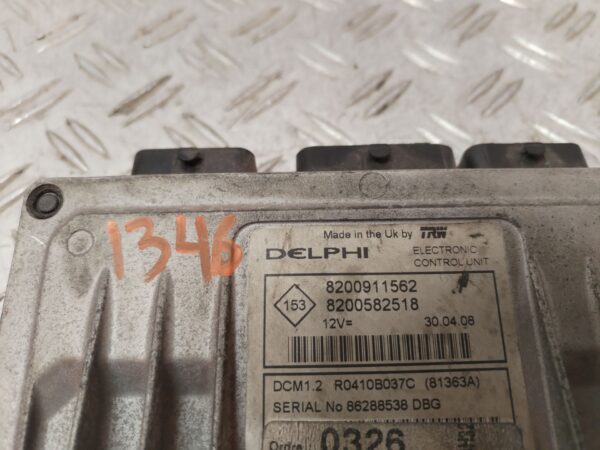 1346
Made in the Uk by TRW
DELPHI
ELECTRONIC
CONTROL UNIT
153
8200911562
8200582518
12V= 30.04.08
DCM1.2 R0410B037C (81363A)
SERIAL No 86288538 DBG
Ordre 0326